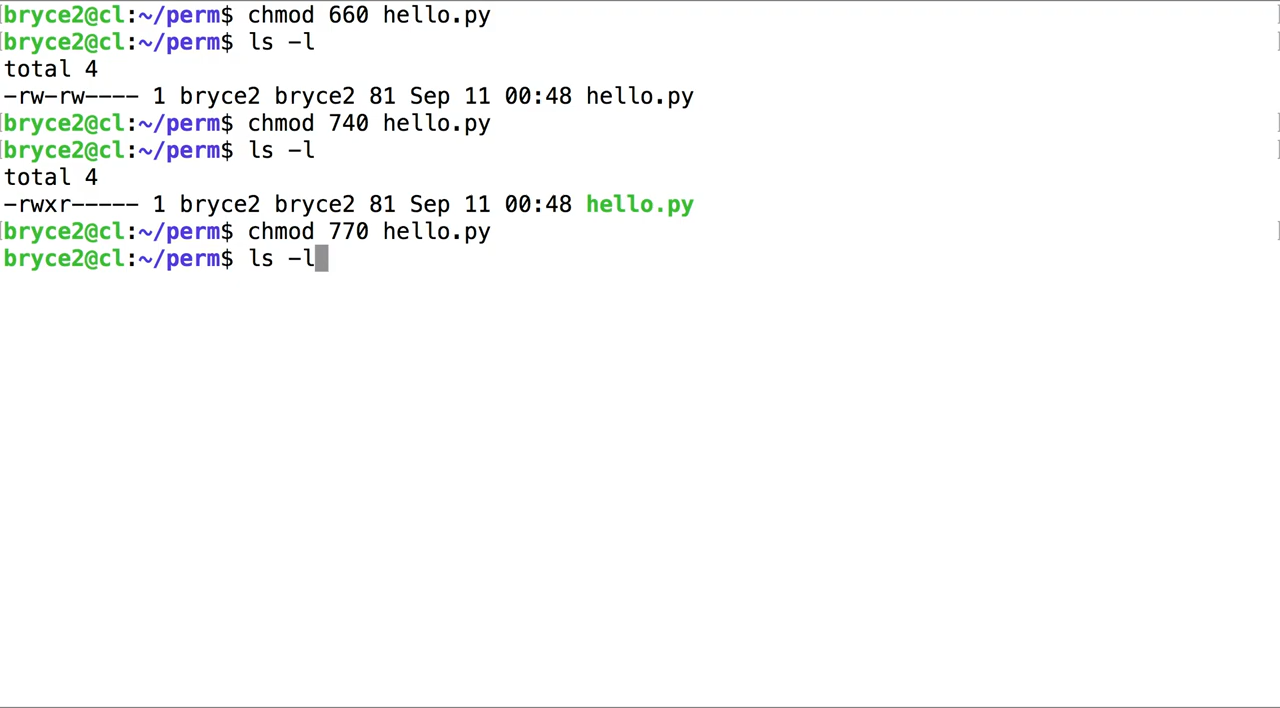 bryce2@cl:~/perm$ chmod 660 hello.py
bryce2@cl:~/perm$ ls -l
total 4
-rw-rw---- 1 bryce2 bryce2 81 Sep 11 00:48 hello.py
bryce2@cl:~/perm$ chmod 740 hello.py
bryce2@cl:~/perm$ ls -l
total 4
-rwxr----- 1 bryce2 bryce2 81 Sep 11 00:48 hello.py
bryce2@cl:~/perm$ chmod 770 hello.py
bryce2@cl:~/perm$ ls -l